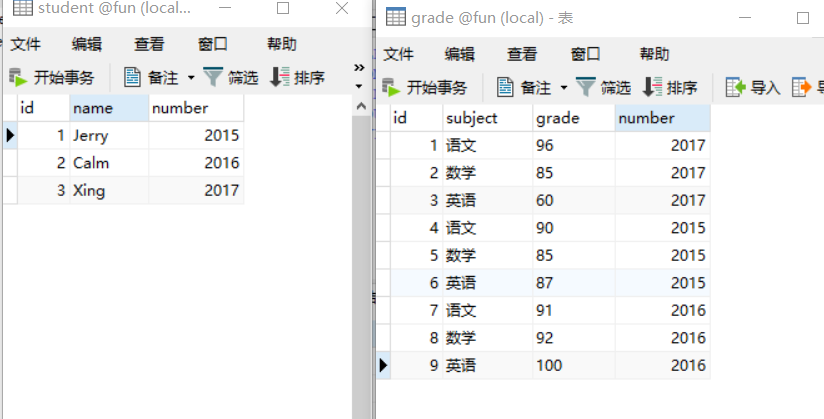 student @fun (local...
文件 编辑 查看 窗口 帮助
开始事务 备注 筛选 排序 »
id name number
1 Jerry 2015
2 Calm 2016
3 Xing 2017
grade @fun (local) - 表
文件 编辑 查看 窗口 帮助
开始事务 备注 筛选 排序 导入
id subject grade number
1 语文 96 2017
2 数学 85 2017
3 英语 60 2017
4 语文 90 2015
5 数学 85 2015
6 英语 87 2015
7 语文 91 2016
8 数学 92 2016
9 英语 100 2016